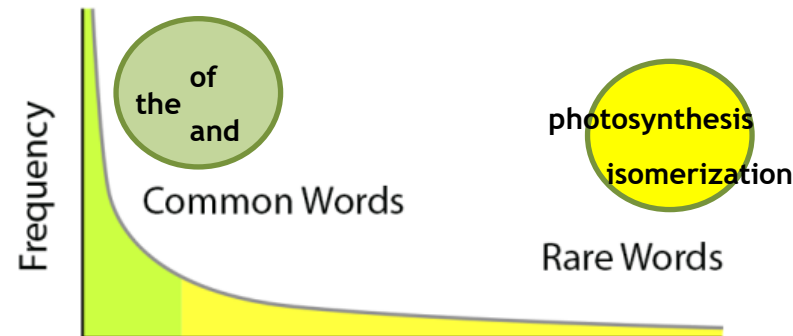 Frequency
of
the
and
Common Words
photosynthesis
isomerization
Rare Words